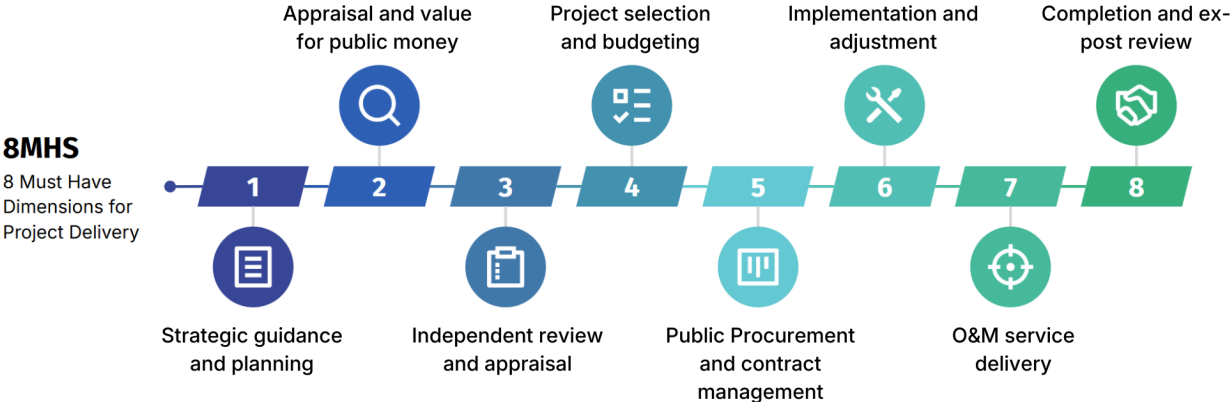 Appraisal and value
for public money
Project selection
and budgeting
Implementation and
adjustment
Completion and ex-
post review
8MHS
8 Must Have
Dimensions for
Project Delivery
1
2
3
4
5
6
7
8
Strategic guidance
and planning
Independent review
and appraisal
Public Procurement
and contract
management
O&M service
delivery